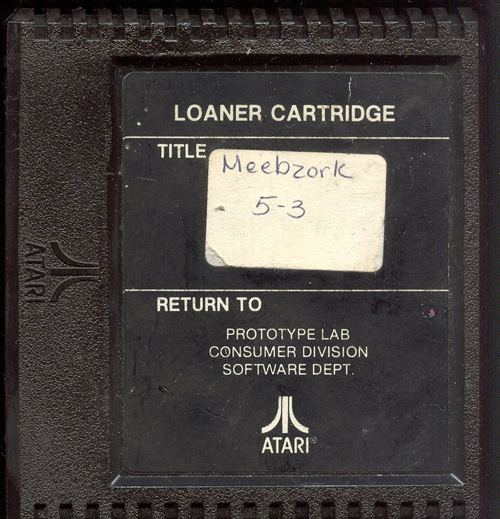 LOANER CARTRIDGE
TITLE
Meebzork
5-3
RETURN TO
PROTOTYPE LAB
CONSUMER DIVISION
SOFTWARE DEPT.
ATARI®
ATARI